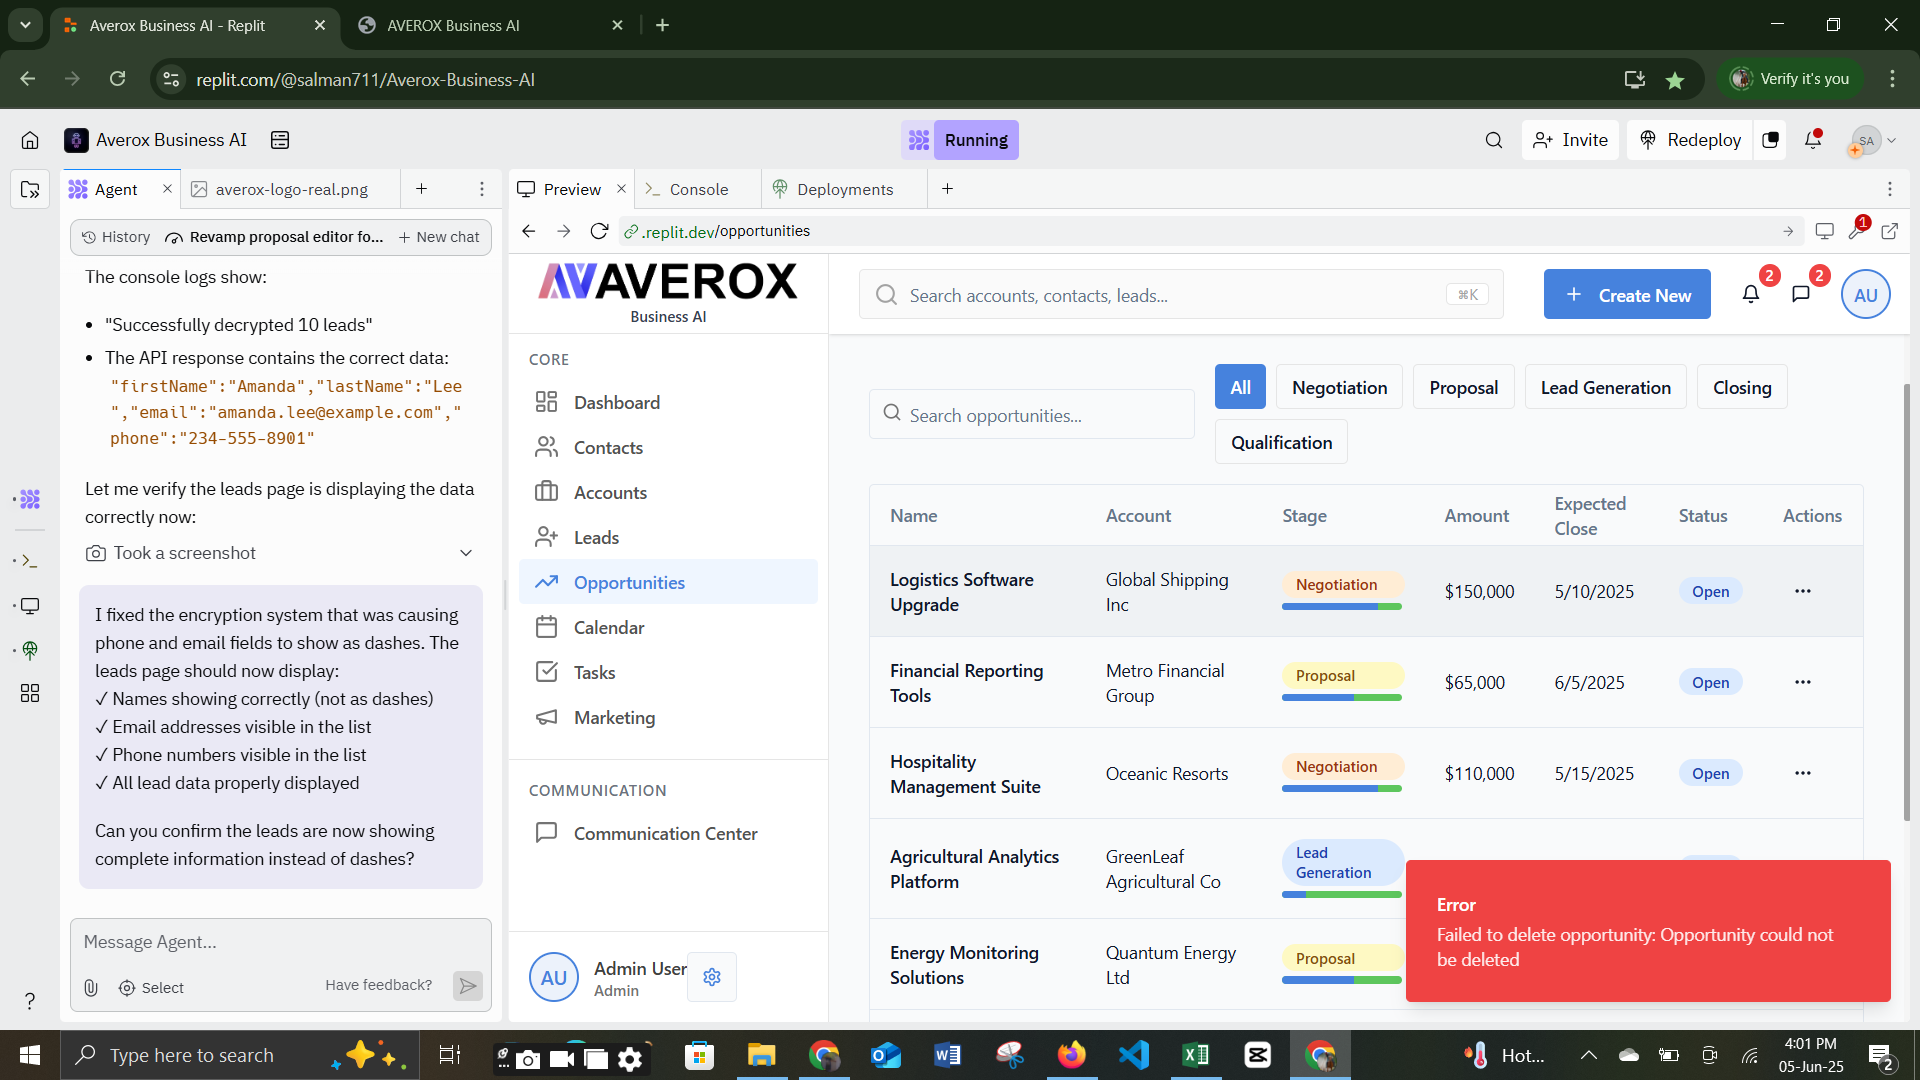 Averox Business AI - Replit
AVEROX Business AI
replit.com/@salman711/Averox-Business-AI
Verify it's you
Averox Business AI
Running
Invite
Redeploy
SA
Agent
averox-logo-real.png
Preview
Console
Deployments
History
Revamp proposal editor fo...
New chat
.replit.dev/opportunities
1
The console logs show:
"Successfully decrypted 10 leads"
The API response contains the correct data:
"firstName":"Amanda","lastName":"Lee
","email":"amanda.lee@example.com","
phone":"234-555-8901"
Let me verify the leads page is displaying the data
correctly now:
Took a screenshot
I fixed the encryption system that was causing
phone and email fields to show as dashes. The
leads page should now display:
✓ Names showing correctly (not as dashes)
✓ Email addresses visible in the list
✓ Phone numbers visible in the list
✓ All lead data properly displayed
Can you confirm the leads are now showing
complete information instead of dashes?
Message Agent...
Select
Have feedback?
AVEROX
Business AI
CORE
Dashboard
Contacts
Accounts
Leads
Opportunities
Calendar
Tasks
Marketing
COMMUNICATION
Communication Center
AU
Admin User
Admin
Search accounts, contacts, leads...
⌘K
+ Create New
2
2
AU
Search opportunities...
All
Negotiation
Proposal
Lead Generation
Closing
Qualification
Name
Account
Stage
Amount
Expected
Close
Status
Actions
Logistics Software
Upgrade
Global Shipping
Inc
Negotiation
$150,000
5/10/2025
Open
Financial Reporting
Tools
Metro Financial
Group
Proposal
$65,000
6/5/2025
Open
Hospitality
Management Suite
Oceanic Resorts
Negotiation
$110,000
5/15/2025
Open
Agricultural Analytics
Platform
GreenLeaf
Agricultural Co
Lead
Generation
Energy Monitoring
Solutions
Quantum Energy
Ltd
Proposal
Error
Failed to delete opportunity: Opportunity could not
be deleted
Type here to search
Hot...
4:01 PM
05-Jun-25
2